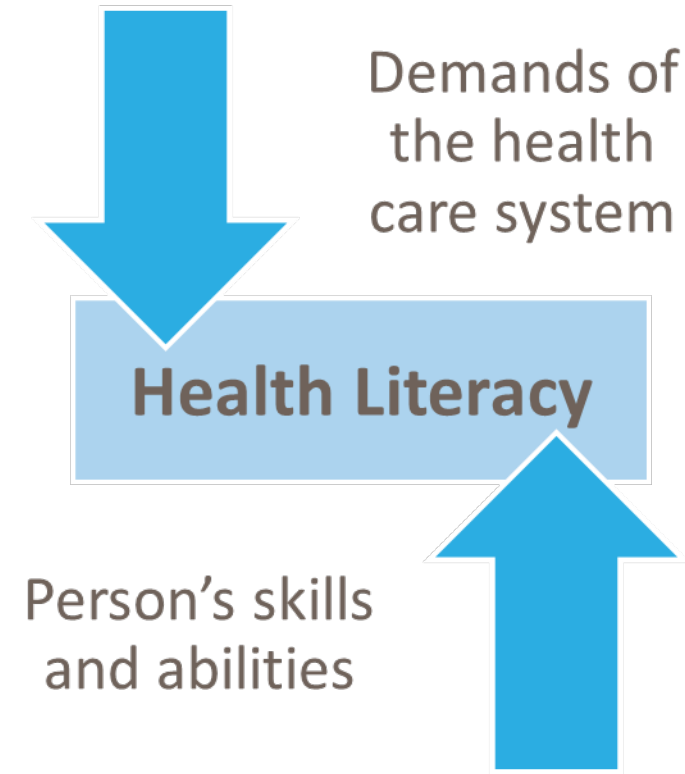 Demands of
the health
care system
Health Literacy
Person’s skills
and abilities